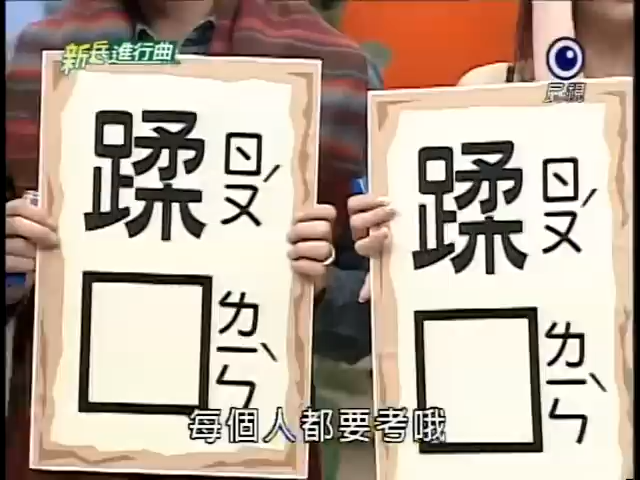 新兵進行曲
民視
蹂 ㄖㄡˊ
ㄌㄧㄣˋ
蹂 ㄖㄡˊ
ㄌㄧㄣˋ
每個人都要考哦